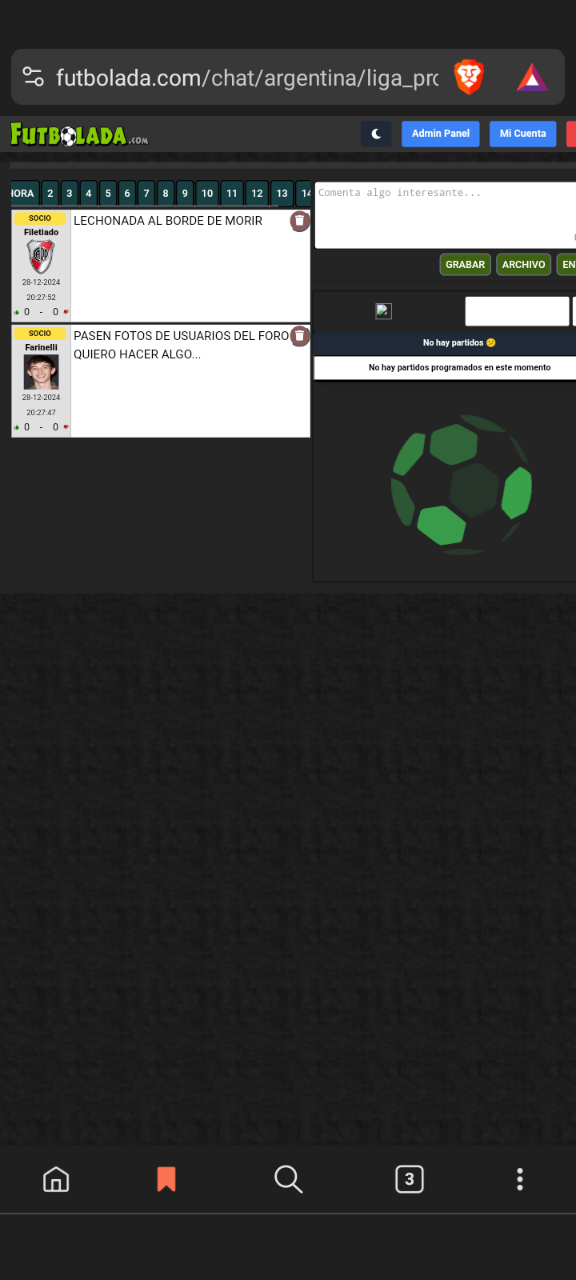 futbolada.com/chat/argentina/liga_pro
FUTBOLADA.COM
Admin Panel
Mi Cuenta
HORA 2 3 4 5 6 7 8 9 10 11 12 13 14
Comenta algo interesante...
SOCIO
Filetiado
28-12-2024
20:27:52
0 - 0
LECHONADA AL BORDE DE MORIR
GRABAR
ARCHIVO
EN
SOCIO
Farinelli
28-12-2024
20:27:47
0 - 0
PASEN FOTOS DE USUARIOS DEL FORO
QUIERO HACER ALGO...
No hay partidos 😕
No hay partidos programados en este momento
3